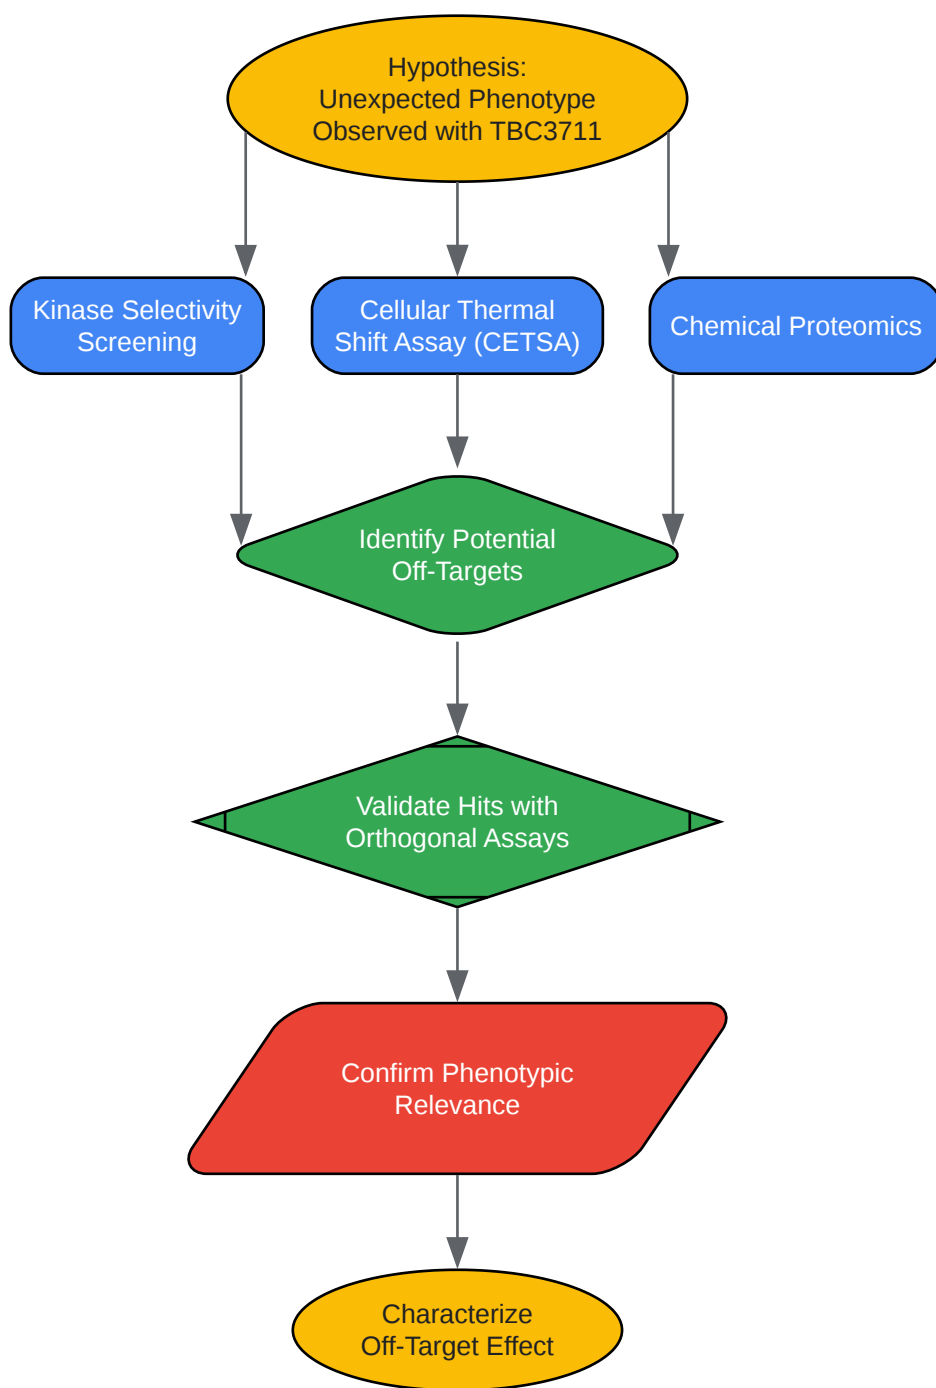 Hypothesis:
Unexpected Phenotype
Observed with TBC3711
Kinase Selectivity
Screening
Cellular Thermal
Shift Assay (CETSA)
Chemical Proteomics
Identify Potential
Off-Targets
Validate Hits with
Orthogonal Assays
Confirm Phenotypic
Relevance
Characterize
Off-Target Effect